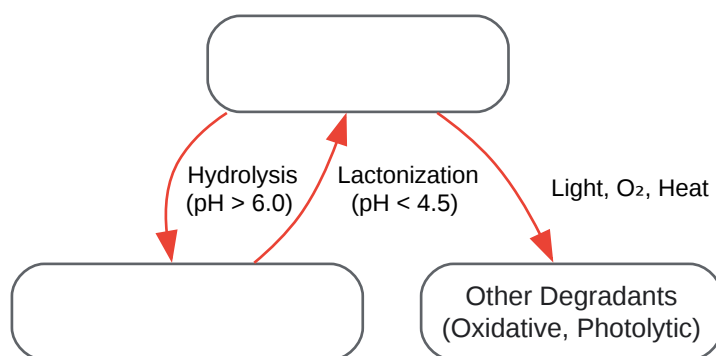 Hydrolysis
(pH > 6.0)
Lactonization
(pH < 4.5)
Light, O₂, Heat
Other Degradants
(Oxidative, Photolytic)